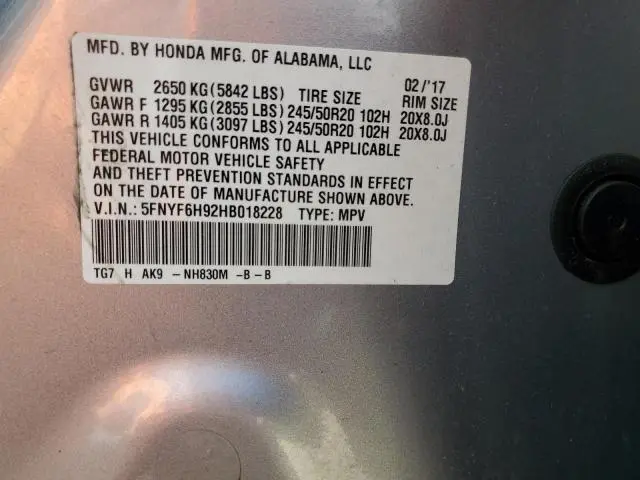 MFD. BY HONDA MFG. OF ALABAMA, LLC
02/'17
GVWR 2650 KG(5842 LBS) TIRE SIZE RIM SIZE
GAWR F 1295 KG(2855 LBS) 245/50R20 102H 20X8.0J
GAWR R 1405 KG(3097 LBS) 245/50R20 102H 20X8.0J
THIS VEHICLE CONFORMS TO ALL APPLICABLE
FEDERAL MOTOR VEHICLE SAFETY
AND THEFT PREVENTION STANDARDS IN EFFECT
ON THE DATE OF MANUFACTURE SHOWN ABOVE.
V.I.N.: 5FNYF6H92HB018228 TYPE: MPV
TG7 H AK9 -NH830M -B-B